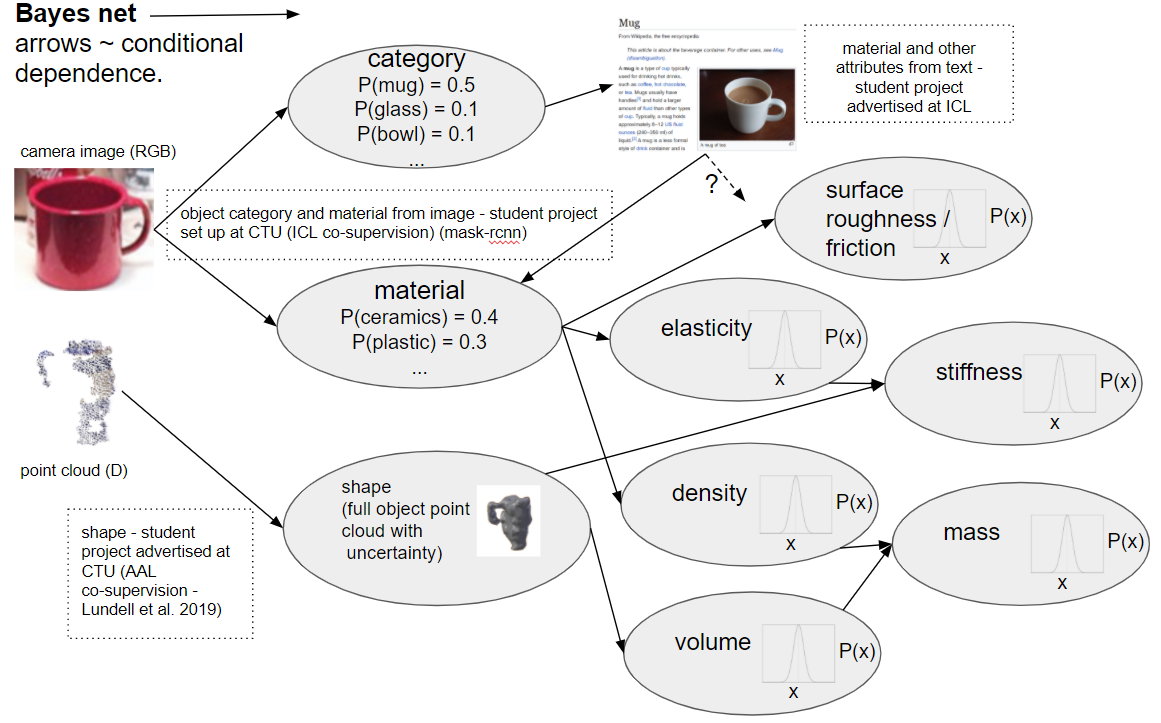 Bayes net
arrows ~ conditional
dependence.
category
P(mug) = 0.5
P(glass) = 0.1
P(bowl) = 0.1
...
Mug
From Wikipedia, the free encyclopedia
This article is about the beverage container. For other uses, see Mug
(disambiguation).
A mug is a type of cup typically
used for drinking hot drinks,
such as coffee, hot chocolate,
or tea. Mugs usually have
handles[1] and hold a larger
amount of fluid than other types
of cup. Typically, a mug holds
approximately 8–12 US fluid
ounces (240–350 ml) of
liquid.[2] A mug is a less formal
style of drink container and is
A mug of tea
material and other
attributes from text -
student project
advertised at ICL
camera image (RGB)
object category and material from image - student project
set up at CTU (ICL co-supervision) (mask-rcnn)
?
surface
roughness /
friction
P(x)
x
material
P(ceramics) = 0.4
P(plastic) = 0.3
...
elasticity
P(x)
x
stiffness
P(x)
x
point cloud (D)
shape
(full object point
cloud with
uncertainty)
density
P(x)
x
mass
P(x)
x
shape - student
project advertised at
CTU (AAL
co-supervision -
Lundell et al. 2019)
volume
P(x)
x